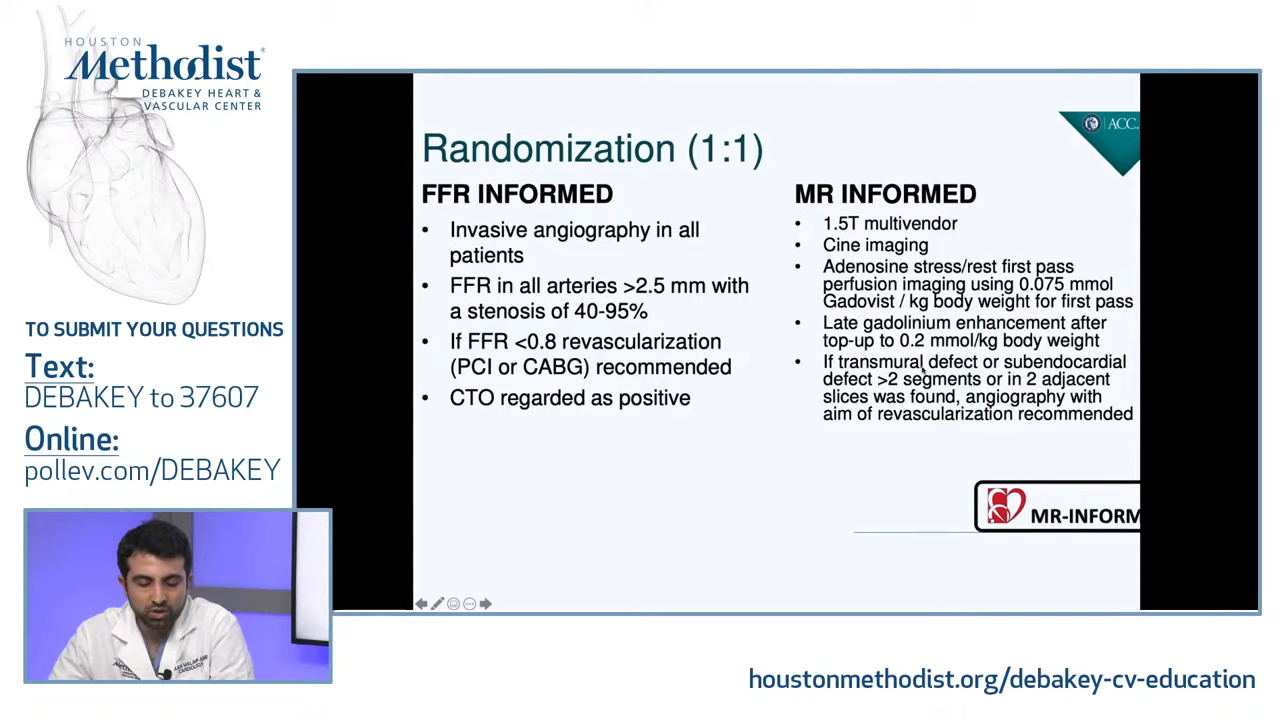 HOUSTON
Methodist®
DEBAKEY HEART &
VASCULAR CENTER
TO SUBMIT YOUR QUESTIONS
Text:
DEBAKEY to 37607
Online:
pollev.com/DEBAKEY
ACC.
Randomization (1:1)
FFR INFORMED
• Invasive angiography in all
patients
• FFR in all arteries >2.5 mm with
a stenosis of 40-95%
• If FFR <0.8 revascularization
(PCI or CABG) recommended
• CTO regarded as positive
MR INFORMED
• 1.5T multivendor
• Cine imaging
• Adenosine stress/rest first pass
perfusion imaging using 0.075 mmol
Gadovist / kg body weight for first pass
• Late gadolinium enhancement after
top-up to 0.2 mmol/kg body weight
• If transmural defect or subendocardial
defect >2 segments or in 2 adjacent
slices was found, angiography with
aim of revascularization recommended
MR-INFORM
CARDIOLOGY
houstonmethodist.org/debakey-cv-education